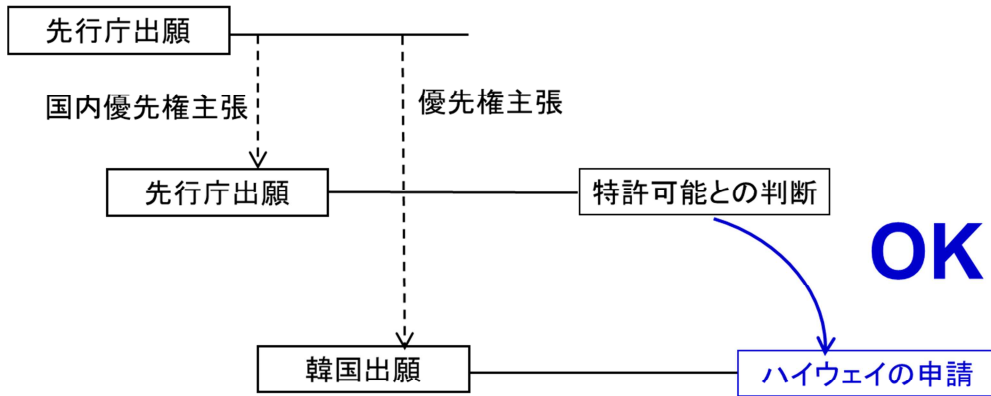 先行庁出願
国内優先権主張
優先権主張
先行庁出願
特許可能との判断
OK
韓国出願
ハイウェイの申請